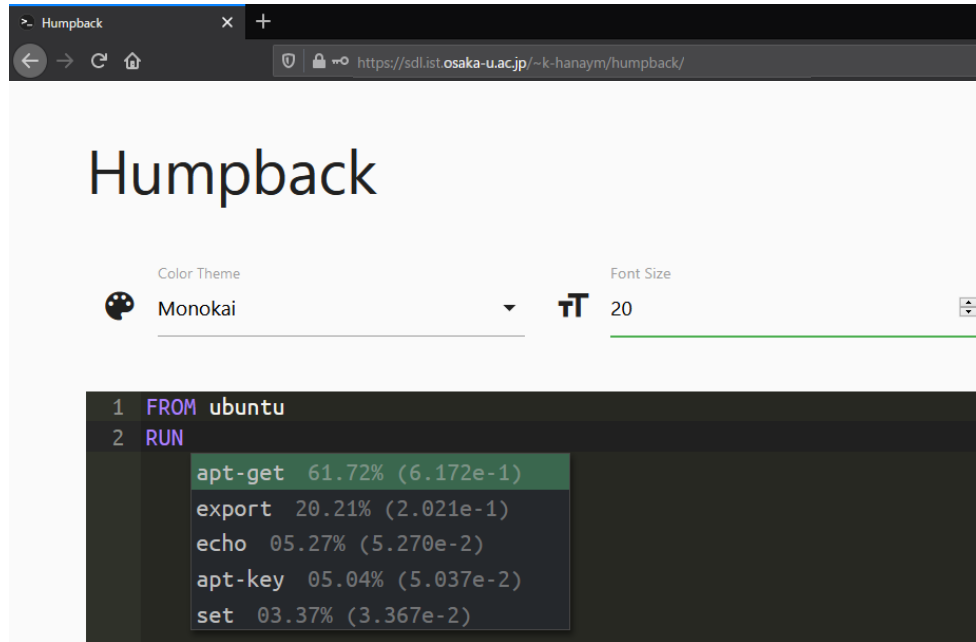 Humpback
https://sdl.ist.osaka-u.ac.jp/~k-hanaym/humpback/
Humpback
Color Theme
Font Size
Monokai
20
1 FROM ubuntu
2 RUN
apt-get 61.72% (6.172e-1)
export 20.21% (2.021e-1)
echo 05.27% (5.270e-2)
apt-key 05.04% (5.037e-2)
set 03.37% (3.367e-2)